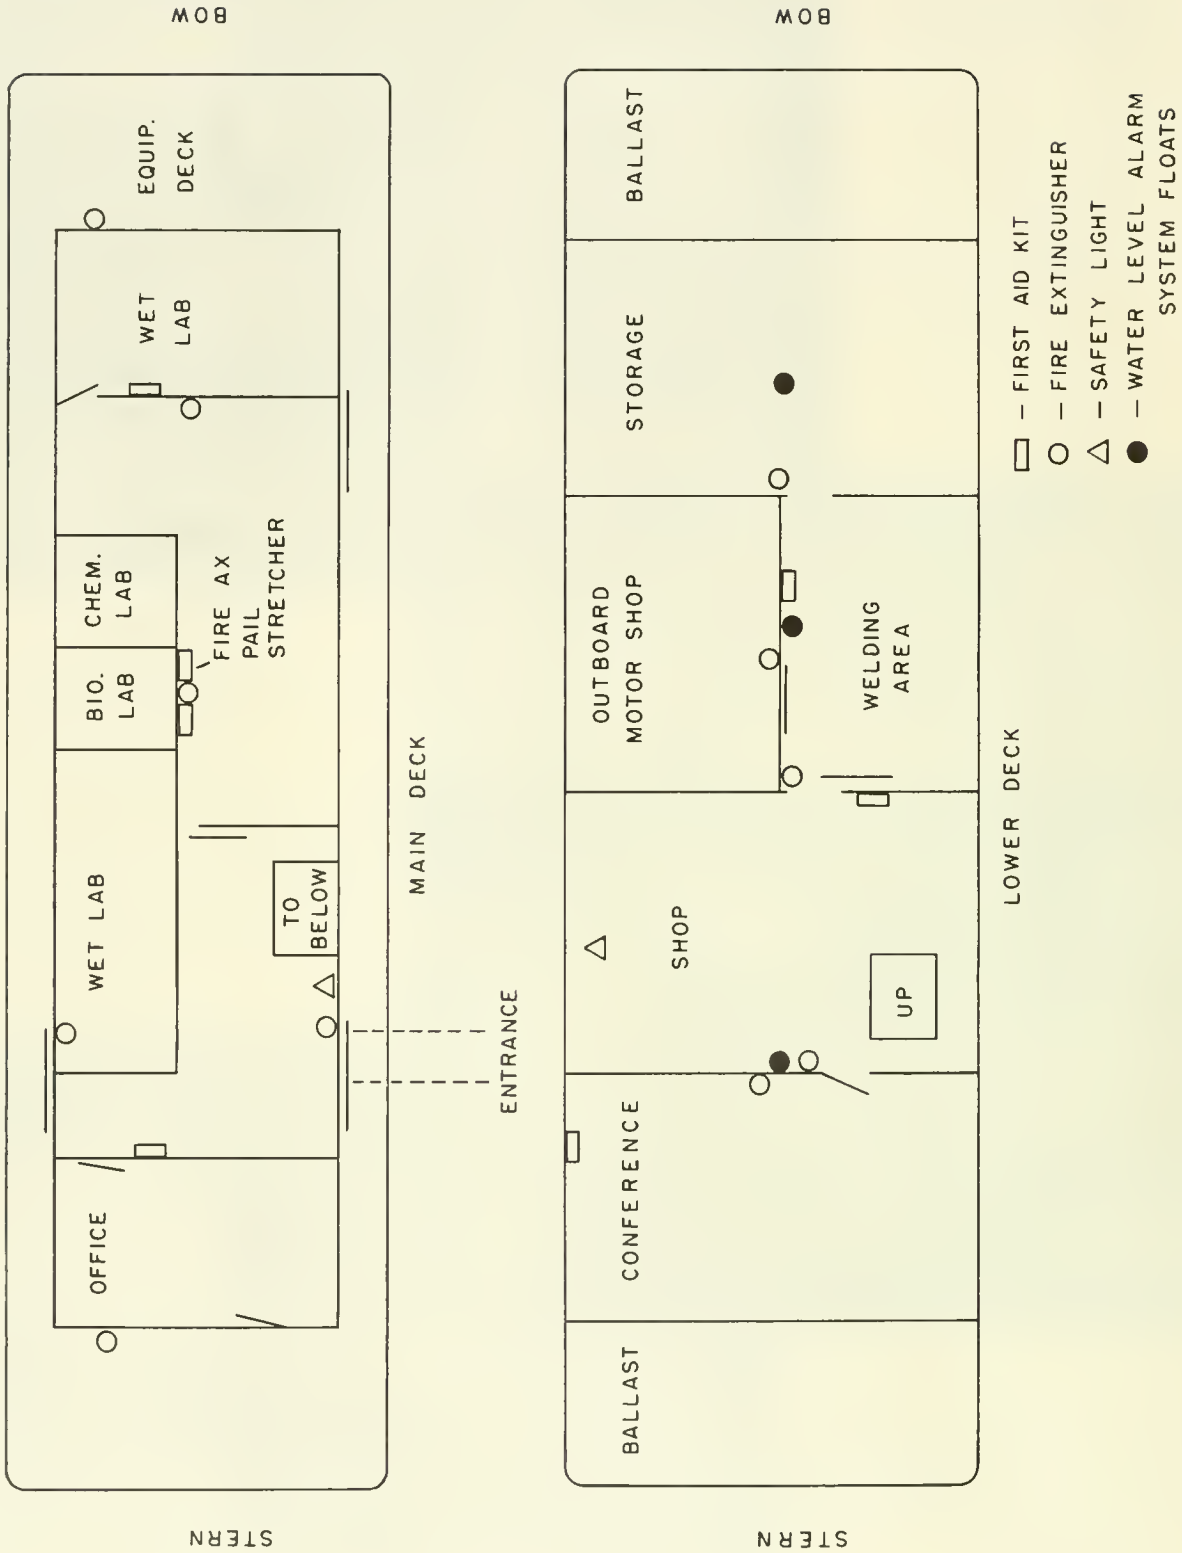 STERN
BOW
OFFICE
WET LAB
BIO.
LAB
CHEM.
LAB
WET
LAB
EQUIP.
DECK
FIRE AX
PAIL
STRETCHER
TO
BELOW
MAIN DECK
ENTRANCE
STERN
BOW
BALLAST
CONFERENCE
SHOP
UP
OUTBOARD
MOTOR SHOP
WELDING
AREA
STORAGE
BALLAST
LOWER DECK
– FIRST AID KIT
– FIRE EXTINGUISHER
– SAFETY LIGHT
– WATER LEVEL ALARM
SYSTEM FLOATS